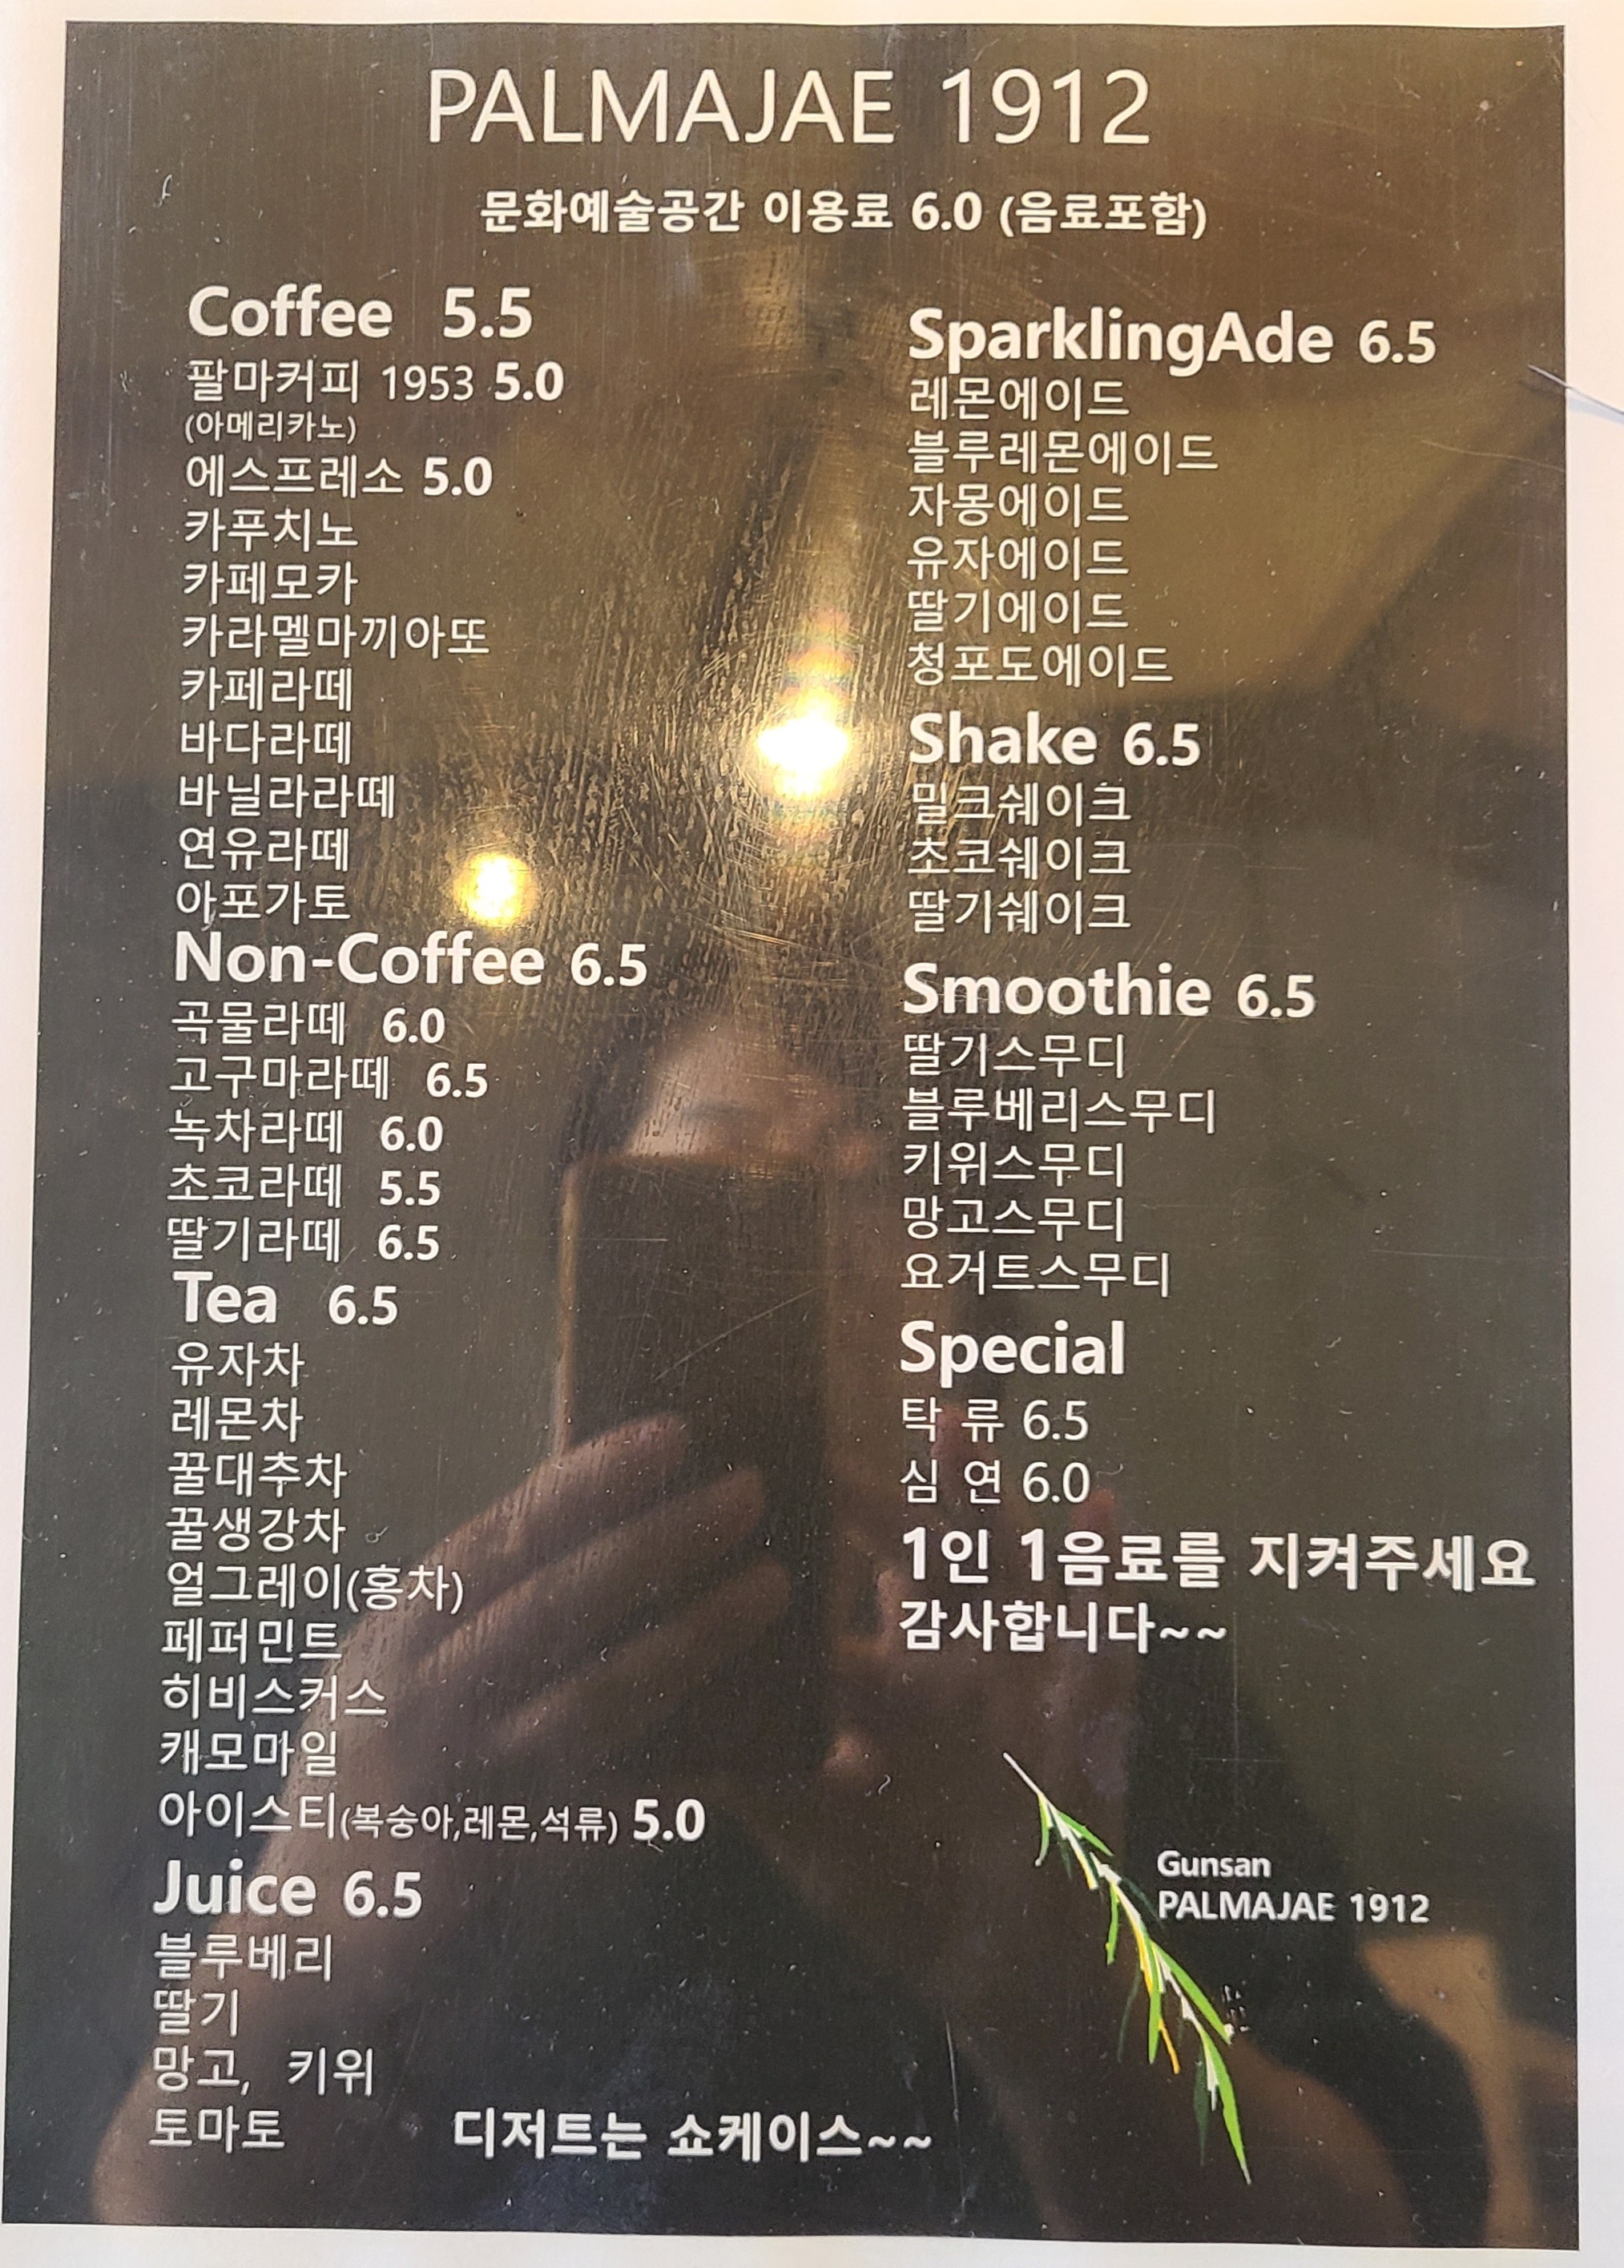 PALMAJAE 1912
문화예술공간 이용료 6.0 (음료포함)
Coffee 5.5
팔마커피 1953 5.0
(아메리카노)
에스프레소 5.0
카푸치노
카페모카
카라멜마끼아또
카페라떼
바다라떼
바닐라라떼
연유라떼
아포가토
Non-Coffee 6.5
곡물라떼 6.0
고구마라떼 6.5
녹차라떼 6.0
초코라떼 5.5
딸기라떼 6.5
Tea 6.5
유자차
레몬차
꿀대추차
꿀생강차
얼그레이(홍차)
페퍼민트
히비스커스
캐모마일
아이스티(복숭아,레몬,석류) 5.0
Juice 6.5
블루베리
딸기
망고, 키위
토마토
디저트는 쇼케이스~~
SparklingAde 6.5
레몬에이드
블루레몬에이드
자몽에이드
유자에이드
딸기에이드
청포도에이드
Shake 6.5
밀크쉐이크
초코쉐이크
딸기쉐이크
Smoothie 6.5
딸기스무디
블루베리스무디
키위스무디
망고스무디
요거트스무디
Special
탁 류 6.5
심 연 6.0
1인 1음료를 지켜주세요
감사합니다~~
Gunsan
PALMAJAE 1912